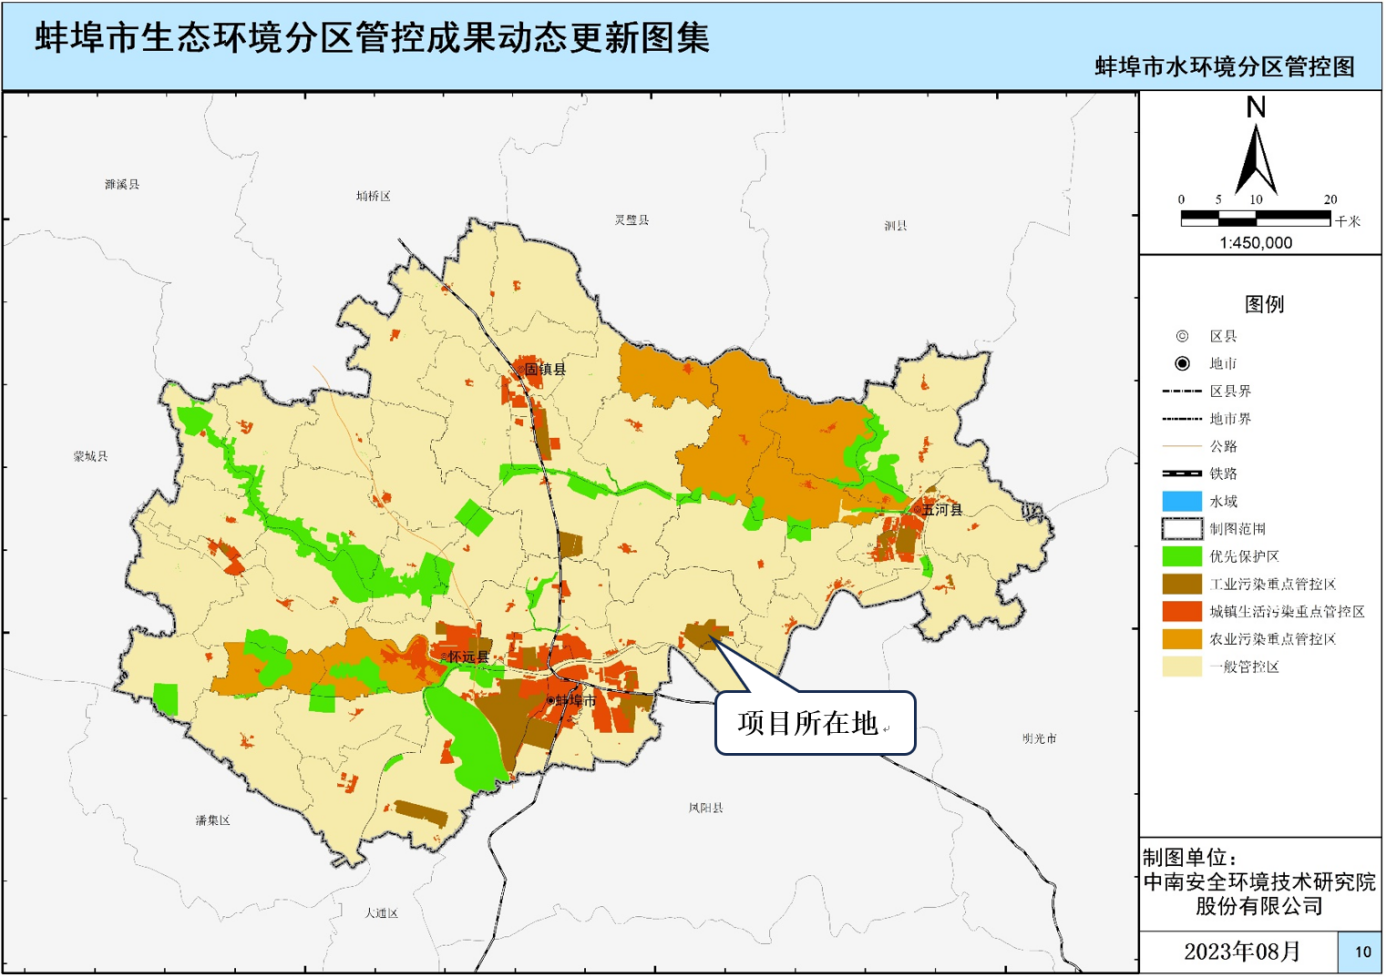 蚌埠市生态环境分区管控成果动态更新图集
蚌埠市水环境分区管控图
N
0 5 10 20
千米
1:450,000
图例
区县
地市
区县界
地市界
公路
铁路
水域
制图范围
优先保护区
工业污染重点管控区
城镇生活污染重点管控区
农业污染重点管控区
一般管控区
濉溪县
埇桥区
灵璧县
泗县
固镇县
蒙城县
五河县
怀远县
蚌埠市
项目所在地
明光市
潘集区
凤阳县
大通区
制图单位：
中南安全环境技术研究院
股份有限公司
2023年08月
10